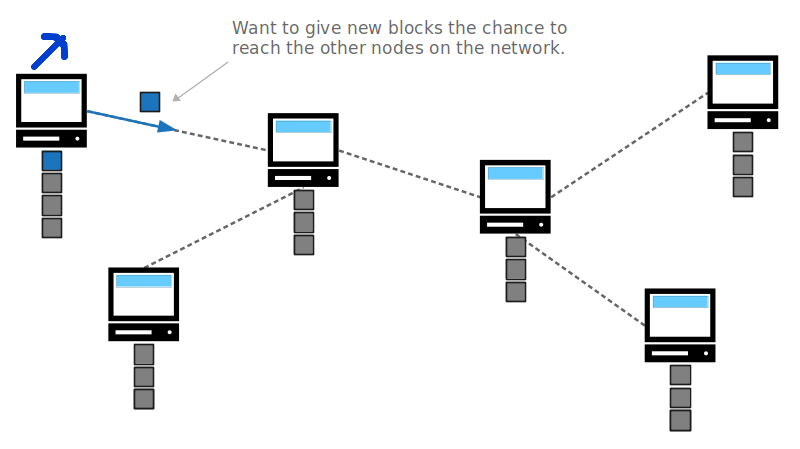 Want to give new blocks the chance to
reach the other nodes on the network.